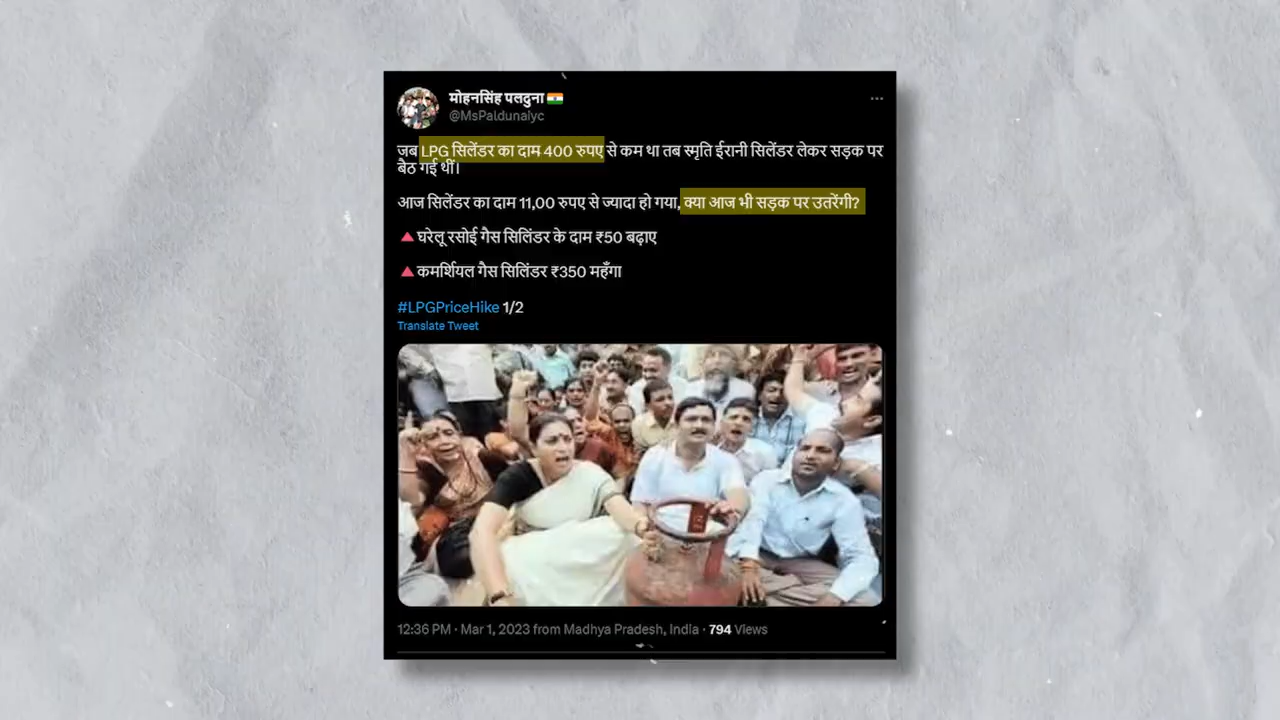 मोहनसिंह पलदुना
@MsPaldunaiyc
जब LPG सिलेंडर का दाम 400 रुपए से कम था तब स्मृति ईरानी सिलेंडर लेकर सड़क पर
बैठ गई थीं।
आज सिलेंडर का दाम 11,00 रुपए से ज्यादा हो गया, क्या आज भी सड़क पर उतरेंगी?
🔺घरेलू रसोई गैस सिलिंडर के दाम ₹50 बढ़ाए
🔺कमर्शियल गैस सिलिंडर ₹350 महँगा
#LPGPriceHike 1/2
Translate Tweet
12:36 PM · Mar 1, 2023 from Madhya Pradesh, India · 794 Views